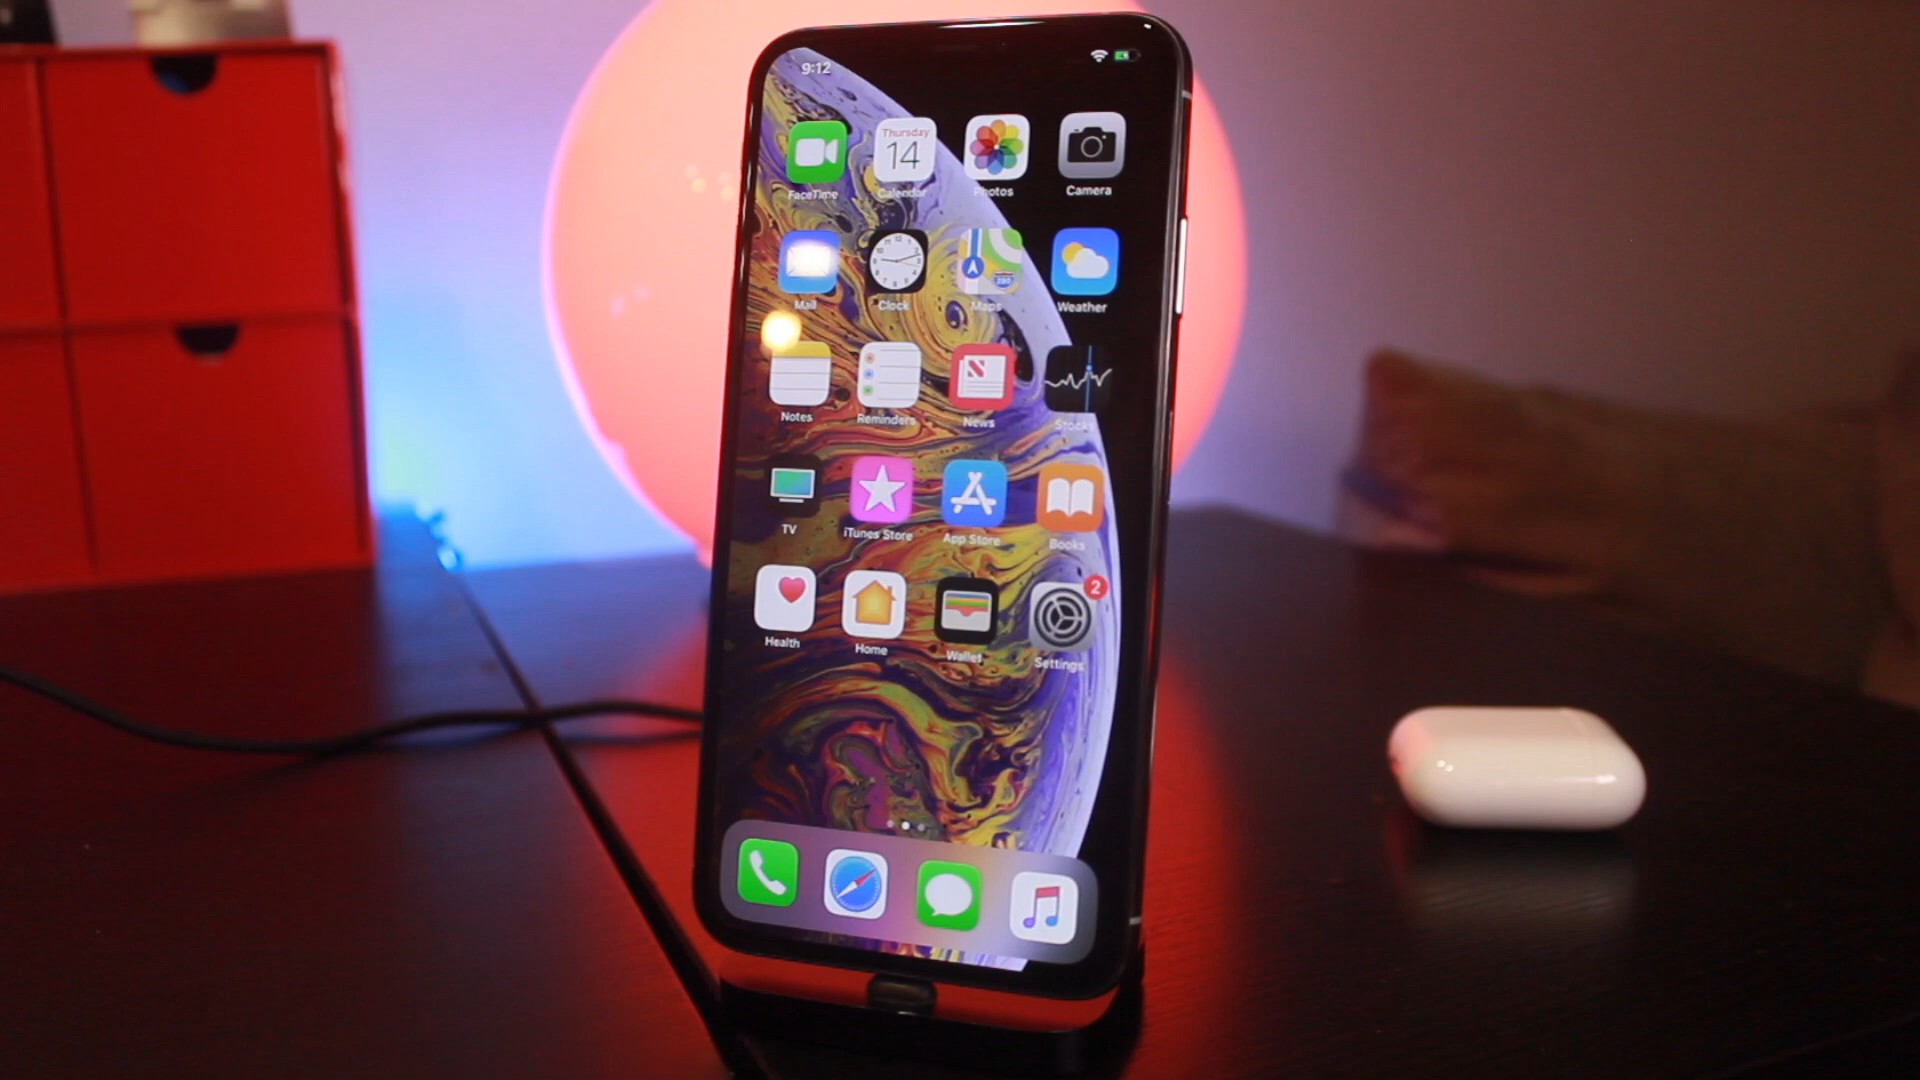 9:12
Thursday
14
FaceTime
Calendar
Photos
Camera
Mail
Clock
Maps
280
Weather
Notes
Reminders
News
Stocks
TV
iTunes Store
App Store
Books
2
Health
Home
Wallet
Settings